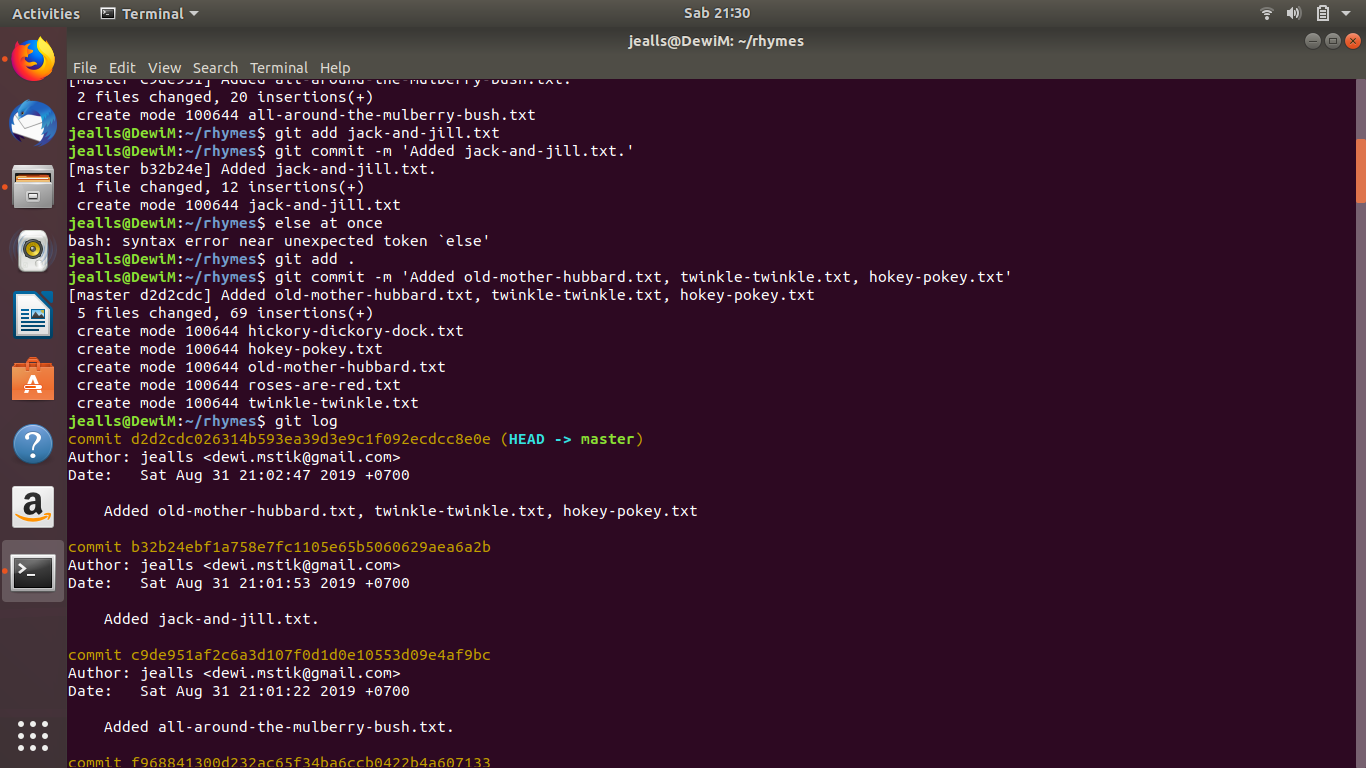 Activities Terminal Sab 21:30
jealls@DewiM: ~/rhymes
File Edit View Search Terminal Help
[master c9de951] Added all-around-the-mulberry-bush.txt.
 2 files changed, 20 insertions(+)
 create mode 100644 all-around-the-mulberry-bush.txt
jealls@DewiM:~/rhymes$ git add jack-and-jill.txt
jealls@DewiM:~/rhymes$ git commit -m 'Added jack-and-jill.txt.'
[master b32b24e] Added jack-and-jill.txt.
 1 file changed, 12 insertions(+)
 create mode 100644 jack-and-jill.txt
jealls@DewiM:~/rhymes$ else at once
bash: syntax error near unexpected token `else'
jealls@DewiM:~/rhymes$ git add .
jealls@DewiM:~/rhymes$ git commit -m 'Added old-mother-hubbard.txt, twinkle-twinkle.txt, hokey-pokey.txt'
[master d2d2cdc] Added old-mother-hubbard.txt, twinkle-twinkle.txt, hokey-pokey.txt
 5 files changed, 69 insertions(+)
 create mode 100644 hickory-dickory-dock.txt
 create mode 100644 hokey-pokey.txt
 create mode 100644 old-mother-hubbard.txt
 create mode 100644 roses-are-red.txt
 create mode 100644 twinkle-twinkle.txt
jealls@DewiM:~/rhymes$ git log
commit d2d2cdc026314b593ea39d3e9c1f092ecdcc8e0e (HEAD -> master)
Author: jealls <dewi.mstik@gmail.com>
Date:   Sat Aug 31 21:02:47 2019 +0700
    Added old-mother-hubbard.txt, twinkle-twinkle.txt, hokey-pokey.txt
commit b32b24ebf1a758e7fc1105e65b5060629aea6a2b
Author: jealls <dewi.mstik@gmail.com>
Date:   Sat Aug 31 21:01:53 2019 +0700
    Added jack-and-jill.txt.
commit c9de951af2c6a3d107f0d1d0e10553d09e4af9bc
Author: jealls <dewi.mstik@gmail.com>
Date:   Sat Aug 31 21:01:22 2019 +0700
    Added all-around-the-mulberry-bush.txt.
commit f968841300d232ac65f34ba6ccb0422b4a607133